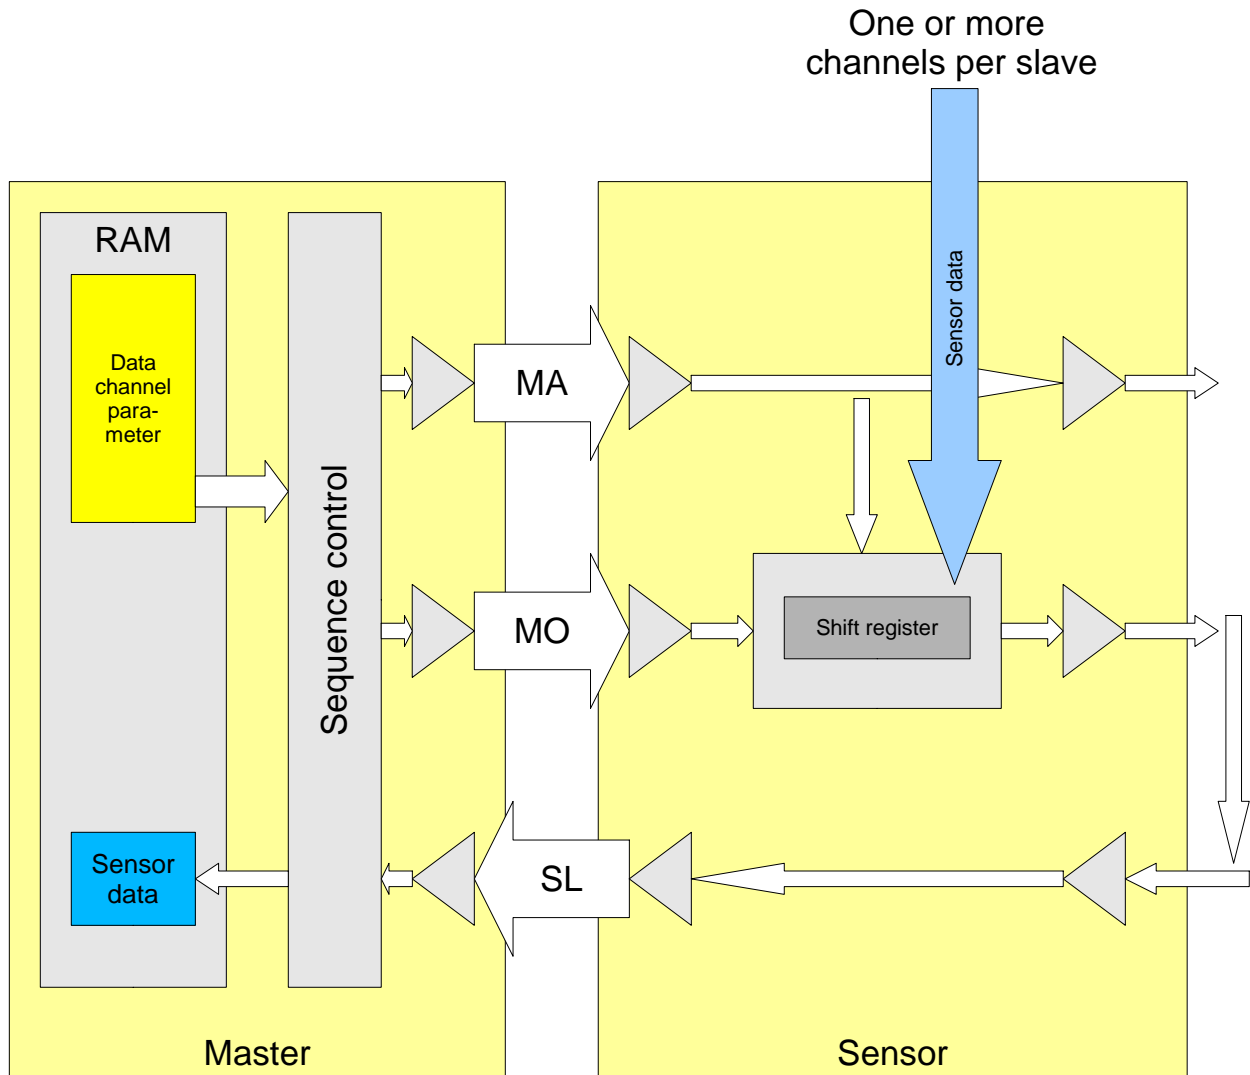 One or more
channels per slave
RAM
Data
channel
para-
meter
Sequence control
MA
MO
SL
Sensor
data
Master
Sensor data
Shift register
Sensor